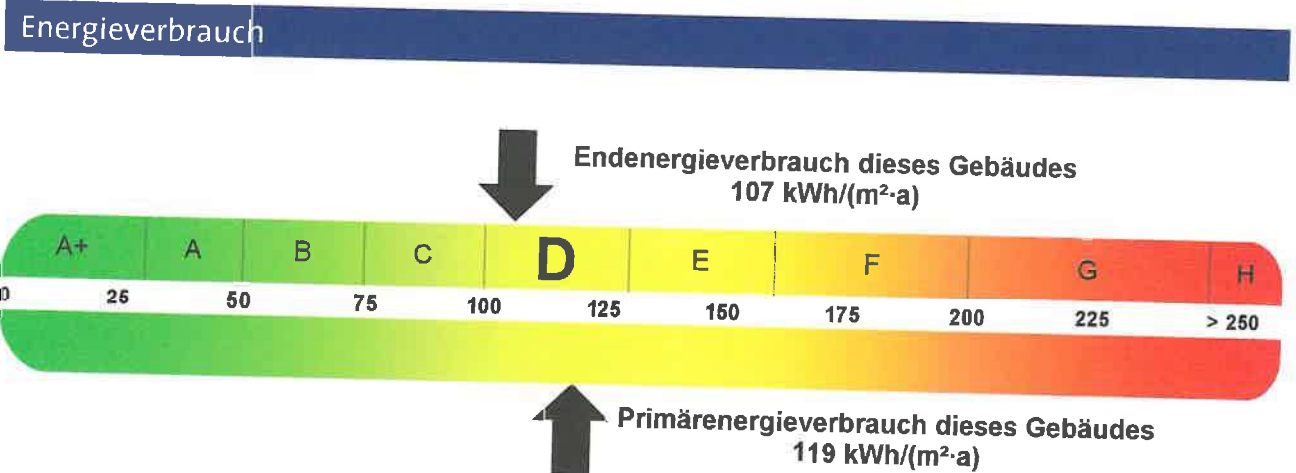 Energieverbrauch
Endenergieverbrauch dieses Gebäudes
107 kWh/(m²·a)
A+ A B C D E F G H
0 25 50 75 100 125 150 175 200 225 > 250
Primärenergieverbrauch dieses Gebäudes
119 kWh/(m²·a)